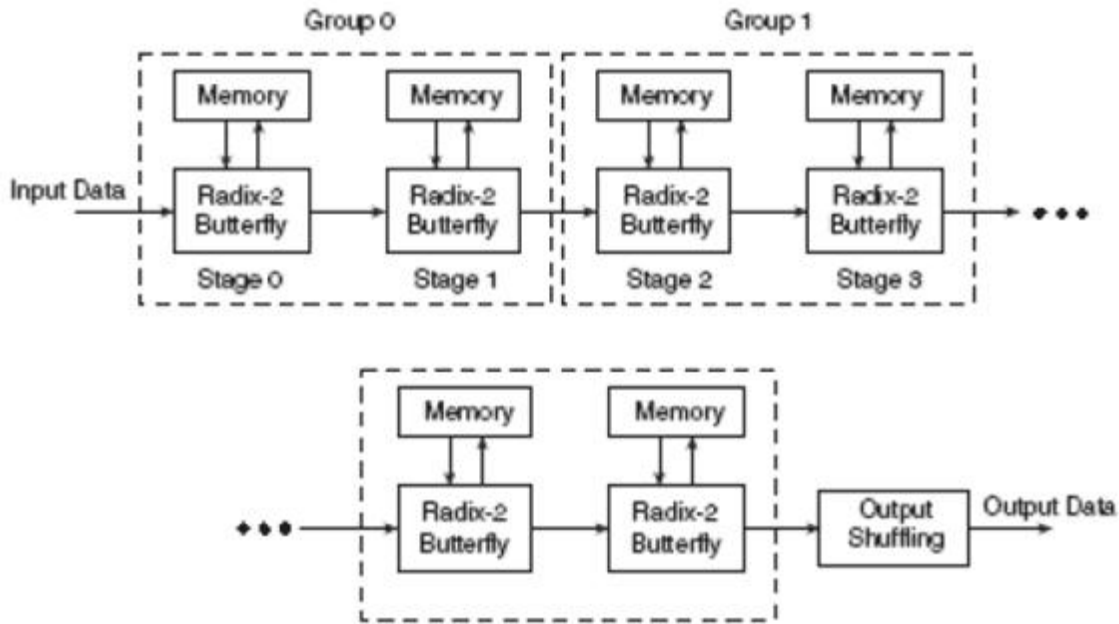 Group 0
Group 1
Memory
Memory
Memory
Memory
Input Data
Radix-2
Butterfly
Radix-2
Butterfly
Radix-2
Butterfly
Radix-2
Butterfly
Stage 0
Stage 1
Stage 2
Stage 3
Memory
Memory
Radix-2
Butterfly
Radix-2
Butterfly
Output
Shuffling
Output Data